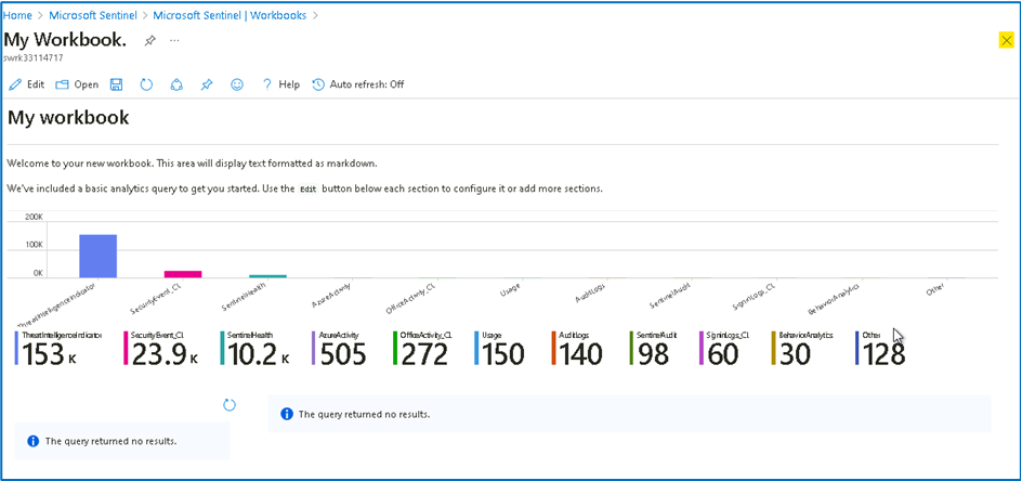 Home > Microsoft Sentinel > Microsoft Sentinel | Workbooks >
My Workbook. ...
swrk33114717
Edit Open ? Help Auto refresh: Off
My workbook
Welcome to your new workbook. This area will display text formatted as markdown.
We've included a basic analytics query to get you started. Use the Edit button below each section to configure it or add more sections.
200K
100K
0K
ThreatIntelligenceIndicator SecurityEvent_CL SentinelHealth AzureActivity OfficeActivity_CL Usage AuditLogs SentinelAudit SigninLogs_CL BehaviorAnalytics Other
ThreatIntelligenceIndicator SecurityEvent_CL SentinelHealth AzureActivity OfficeActivity_CL Usage AuditLogs SentinelAudit SigninLogs_CL BehaviorAnalytics Other
153 K 23.9 K 10.2 K 505 272 150 140 98 60 30 128
The query returned no results.
The query returned no results.